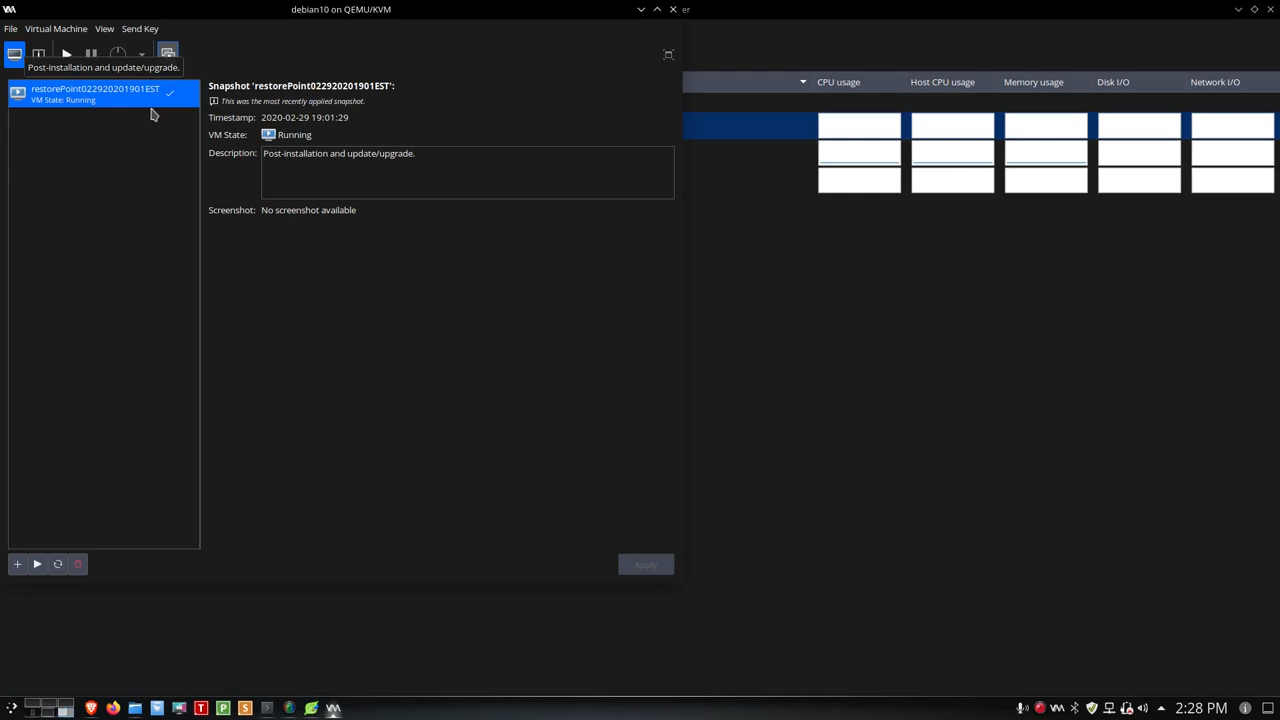 debian10 on QEMU/KVM
er
File Virtual Machine View Send Key
Post-installation and update/upgrade.
restorePoint022920201901EST
VM State: Running
Snapshot 'restorePoint022920201901EST':
This was the most recently applied snapshot.
Timestamp: 2020-02-29 19:01:29
VM State: Running
Description: Post-installation and update/upgrade.
Screenshot: No screenshot available
Apply
CPU usage Host CPU usage Memory usage Disk I/O Network I/O
T P S
2:28 PM